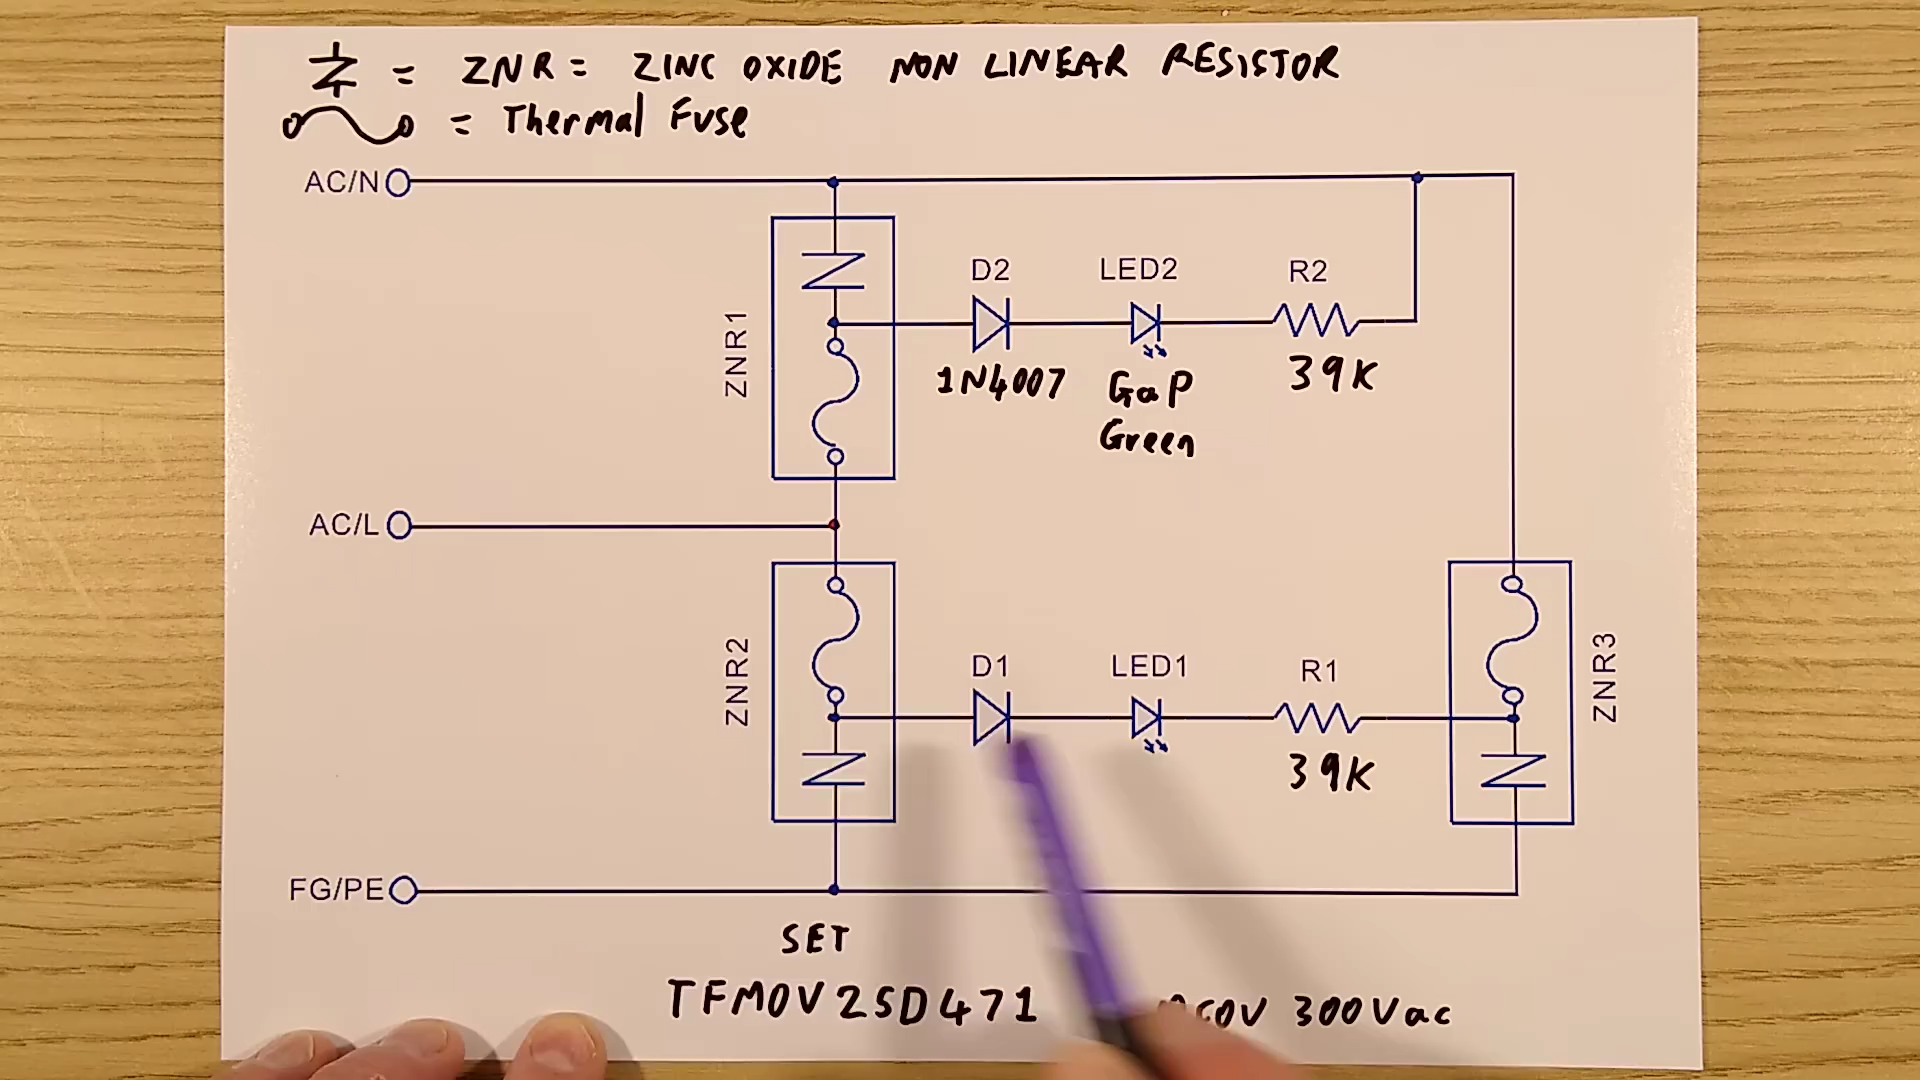 = ZNR = ZINC OXIDE NON LINEAR RESISTOR
= Thermal Fuse
AC/N
D2 LED2 R2
ZNR1
1N4007 GaP Green 39K
AC/L
ZNR2
D1 LED1 R1
ZNR3
39K
FG/PE
SET
TFMOV25D471 300Vac